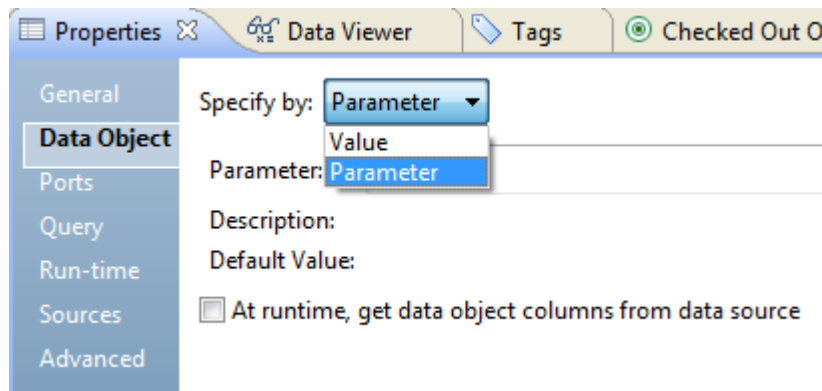 Properties Data Viewer Tags Checked Out O
General
Data Object
Ports
Query
Run-time
Sources
Advanced
Specify by: Parameter
Value
Parameter: Parameter
Description:
Default Value:
At runtime, get data object columns from data source